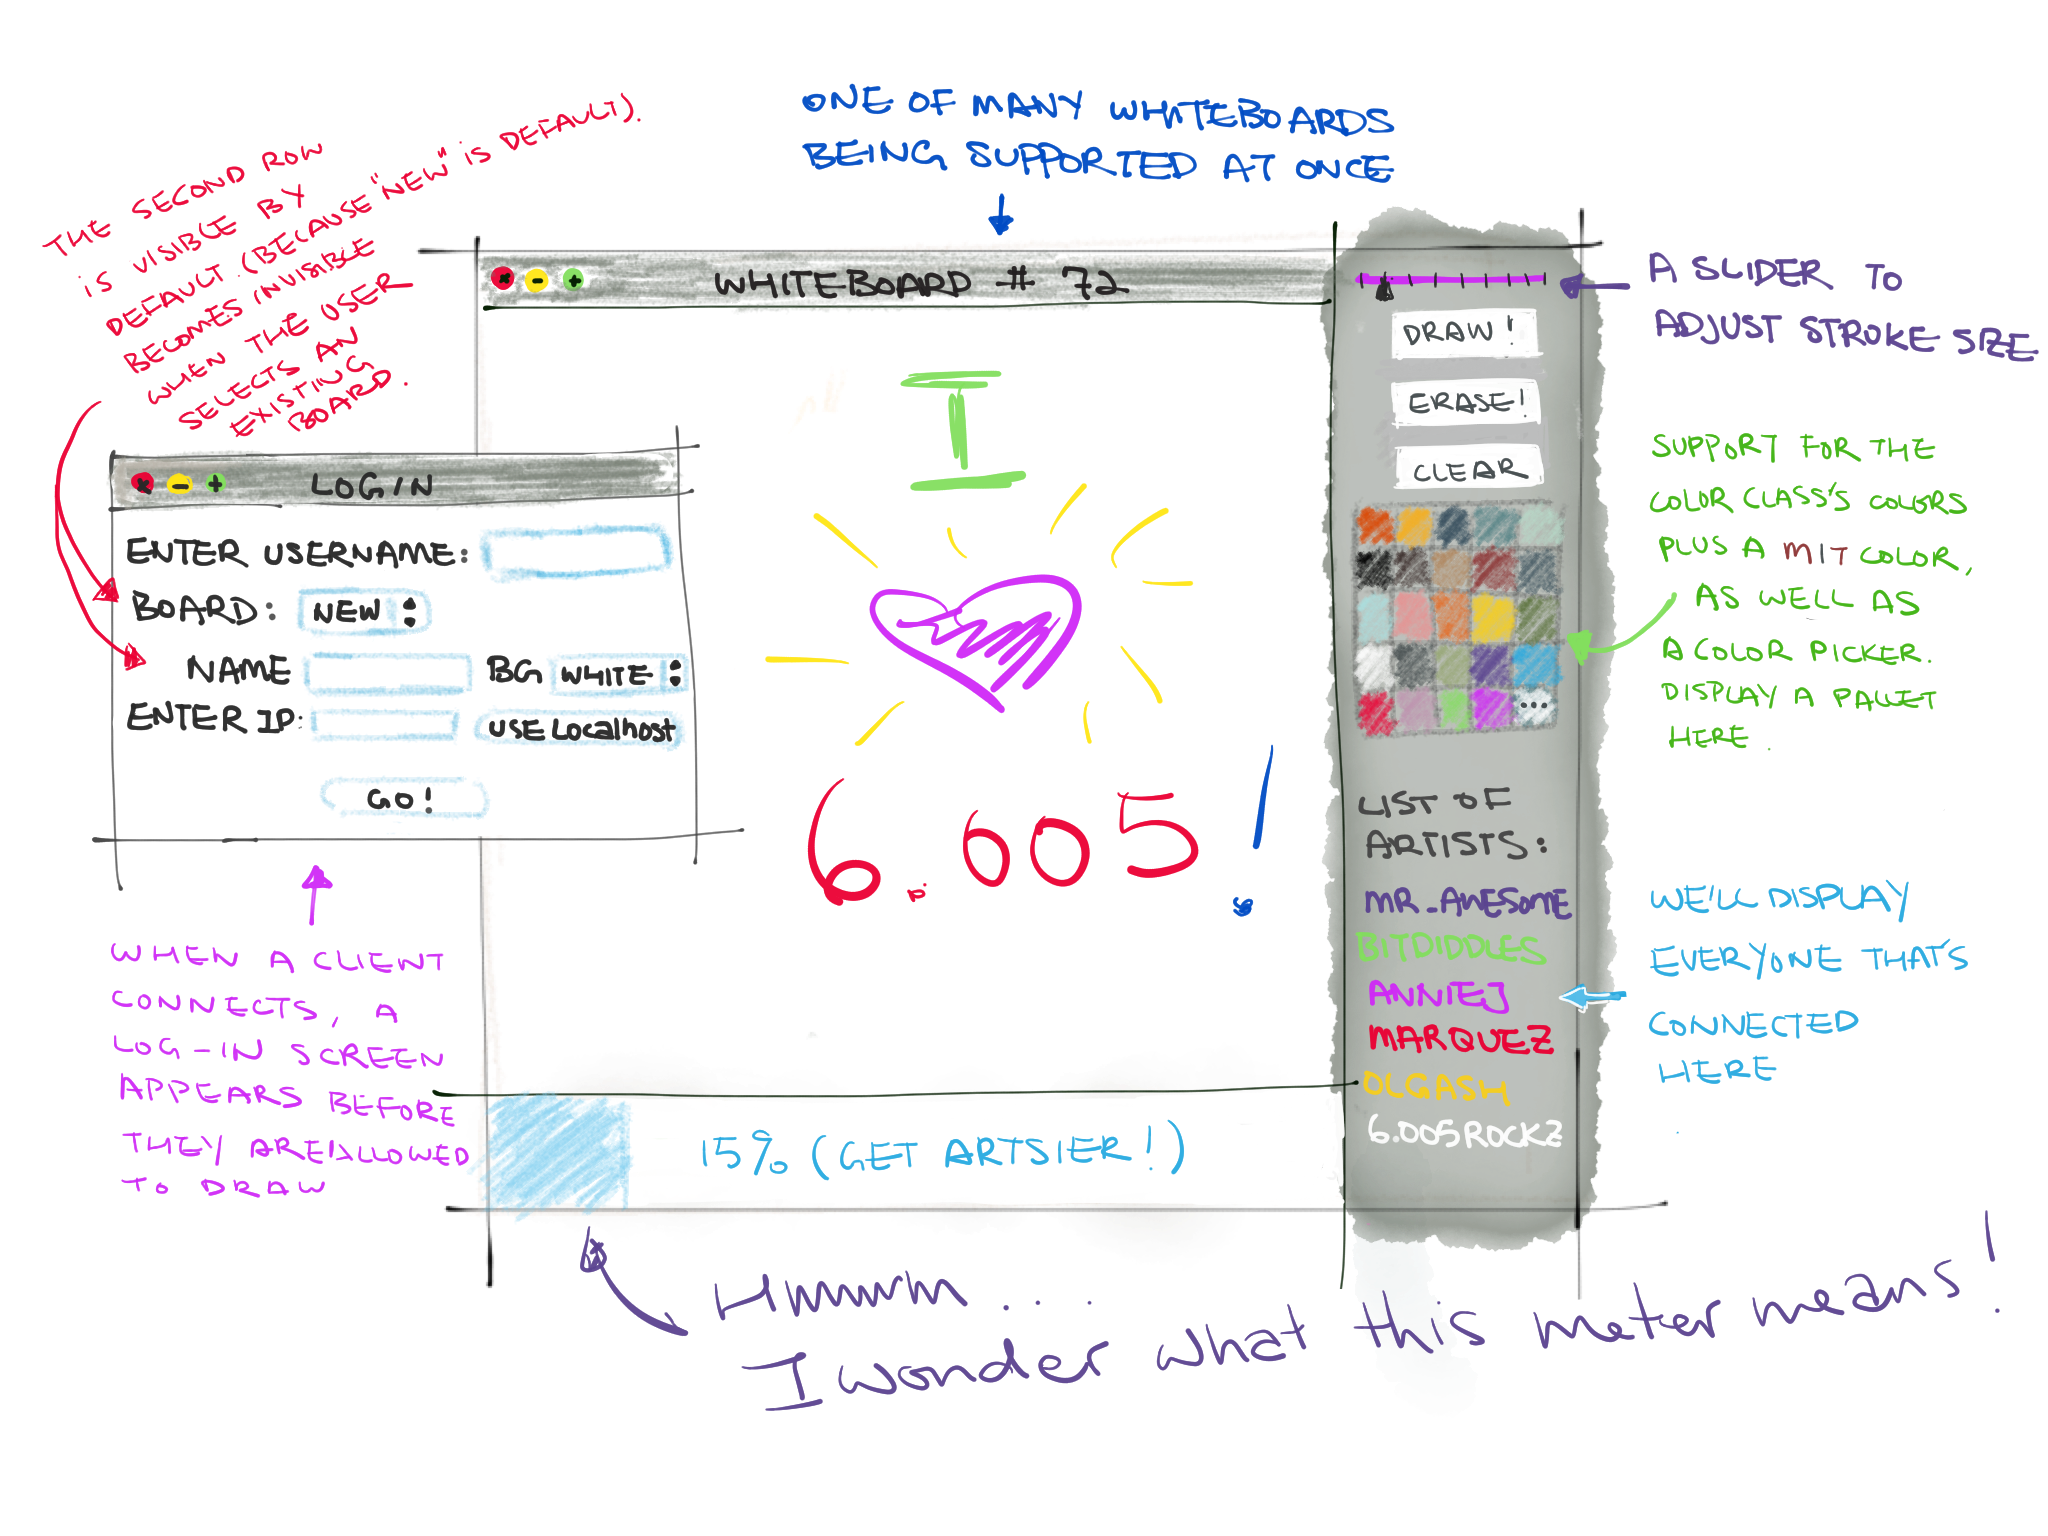 ONE OF MANY WHITEBOARDS
BEING SUPPORTED AT ONCE
THE SECOND ROW
IS VISIBLE BY
DEFAULT. (BECAUSE "NEW" IS DEFAULT).
BECOMES INVISIBLE
WHEN THE USER
SELECTS AN
EXISTING
BOARD.
WHITEBOARD # 72
A SLIDER TO
ADJUST STROKE SIZE
DRAW!
ERASE!
CLEAR
SUPPORT FOR THE
COLOR CLASS'S COLORS
PLUS A MIT COLOR,
AS WELL AS
A COLOR PICKER.
DISPLAY A PALLET
HERE.
...
LOGIN
ENTER USERNAME:
BOARD: NEW
NAME BG WHITE
ENTER IP: USE Localhost
GO!
I
6.005!
LIST OF
ARTISTS:
MR_AWESOME
BITDIDDLES
ANNIEJ
MARQUEZ
OLGASH
6.005ROCKZ
WE'LL DISPLAY
EVERYONE THAT'S
CONNECTED
HERE
WHEN A CLIENT
CONNECTS, A
LOG-IN SCREEN
APPEARS BEFORE
THEY ARE ALLOWED
TO DRAW
15% (GET ARTSIER!)
Hmmmm...
I wonder what this meter means!